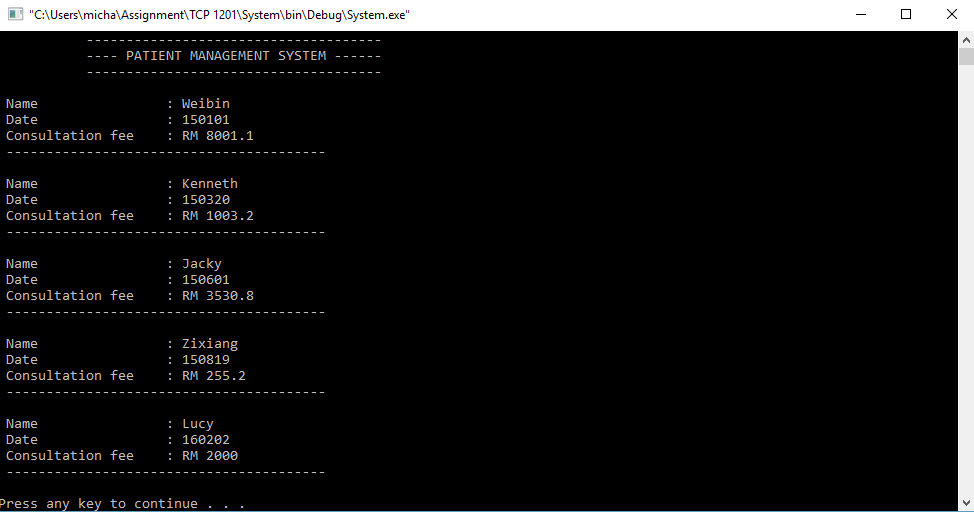 "C:\Users\micha\Assignment\TCP 1201\System\bin\Debug\System.exe"
-------------------------------------
---- PATIENT MANAGEMENT SYSTEM ------
-------------------------------------
Name                : Weibin
Date                : 150101
Consultation fee    : RM 8001.1
----------------------------------------
Name                : Kenneth
Date                : 150320
Consultation fee    : RM 1003.2
----------------------------------------
Name                : Jacky
Date                : 150601
Consultation fee    : RM 3530.8
----------------------------------------
Name                : Zixiang
Date                : 150819
Consultation fee    : RM 255.2
----------------------------------------
Name                : Lucy
Date                : 160202
Consultation fee    : RM 2000
----------------------------------------
Press any key to continue . . .